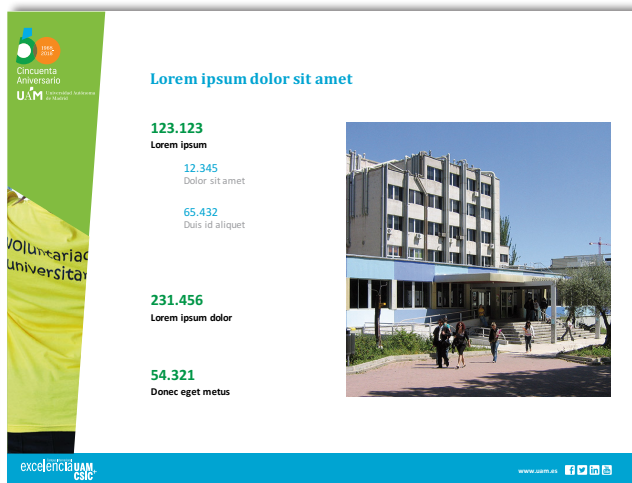 1968
2018
Cincuenta
Aniversario
UAM Universidad Autónoma
de Madrid
Lorem ipsum dolor sit amet
123.123
Lorem ipsum
12.345
Dolor sit amet
65.432
Duis id aliquet
231.456
Lorem ipsum dolor
54.321
Donec eget metus
voluntariad
universitar
excelencia UAM
CSIC+
www.uam.es